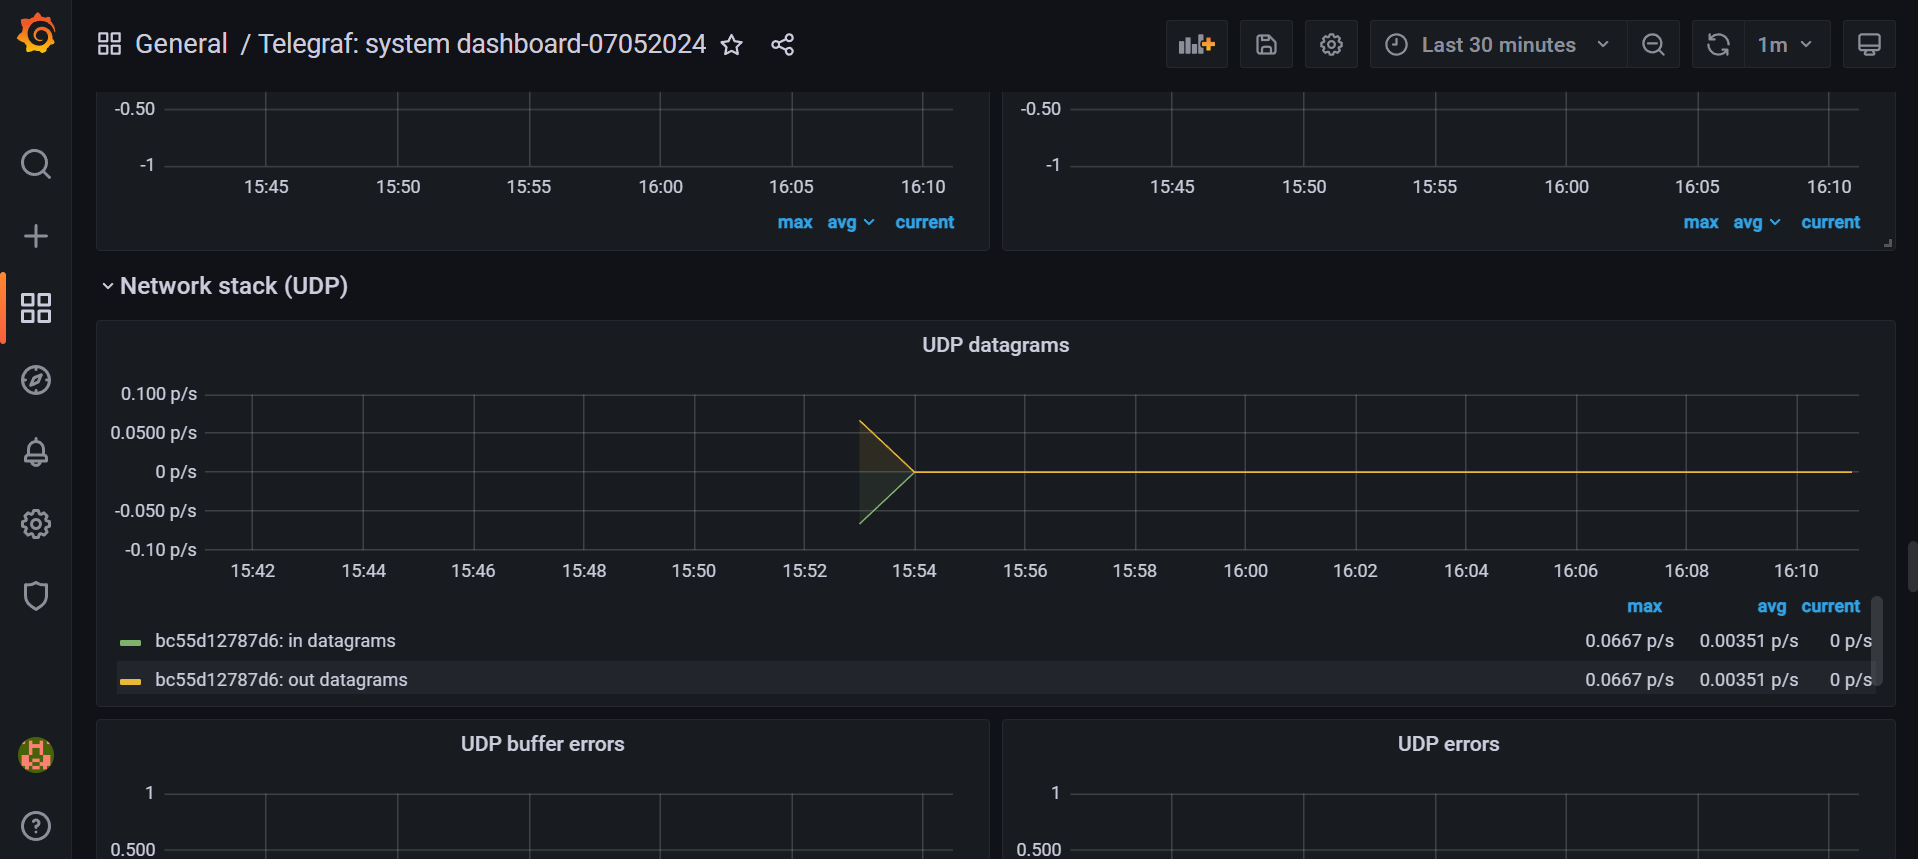 General / Telegraf: system dashboard-07052024
Last 30 minutes
1m
-0.50
-1
15:45 15:50 15:55 16:00 16:05 16:10
max avg current
-0.50
-1
15:45 15:50 15:55 16:00 16:05 16:10
max avg current
Network stack (UDP)
UDP datagrams
0.100 p/s
0.0500 p/s
0 p/s
-0.050 p/s
-0.10 p/s
15:42 15:44 15:46 15:48 15:50 15:52 15:54 15:56 15:58 16:00 16:02 16:04 16:06 16:08 16:10
max avg current
bc55d12787d6: in datagrams 0.0667 p/s 0.00351 p/s 0 p/s
bc55d12787d6: out datagrams 0.0667 p/s 0.00351 p/s 0 p/s
UDP buffer errors
1
0.500
UDP errors
1
0.500